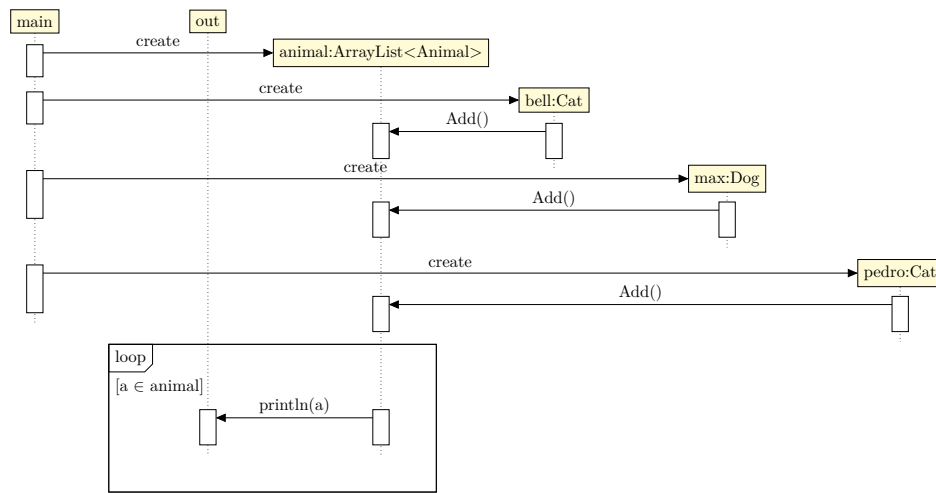 main
out
create
animal:ArrayList<Animal>
create
bell:Cat
Add()
create
max:Dog
Add()
create
pedro:Cat
Add()
loop
[a ∈ animal]
println(a)